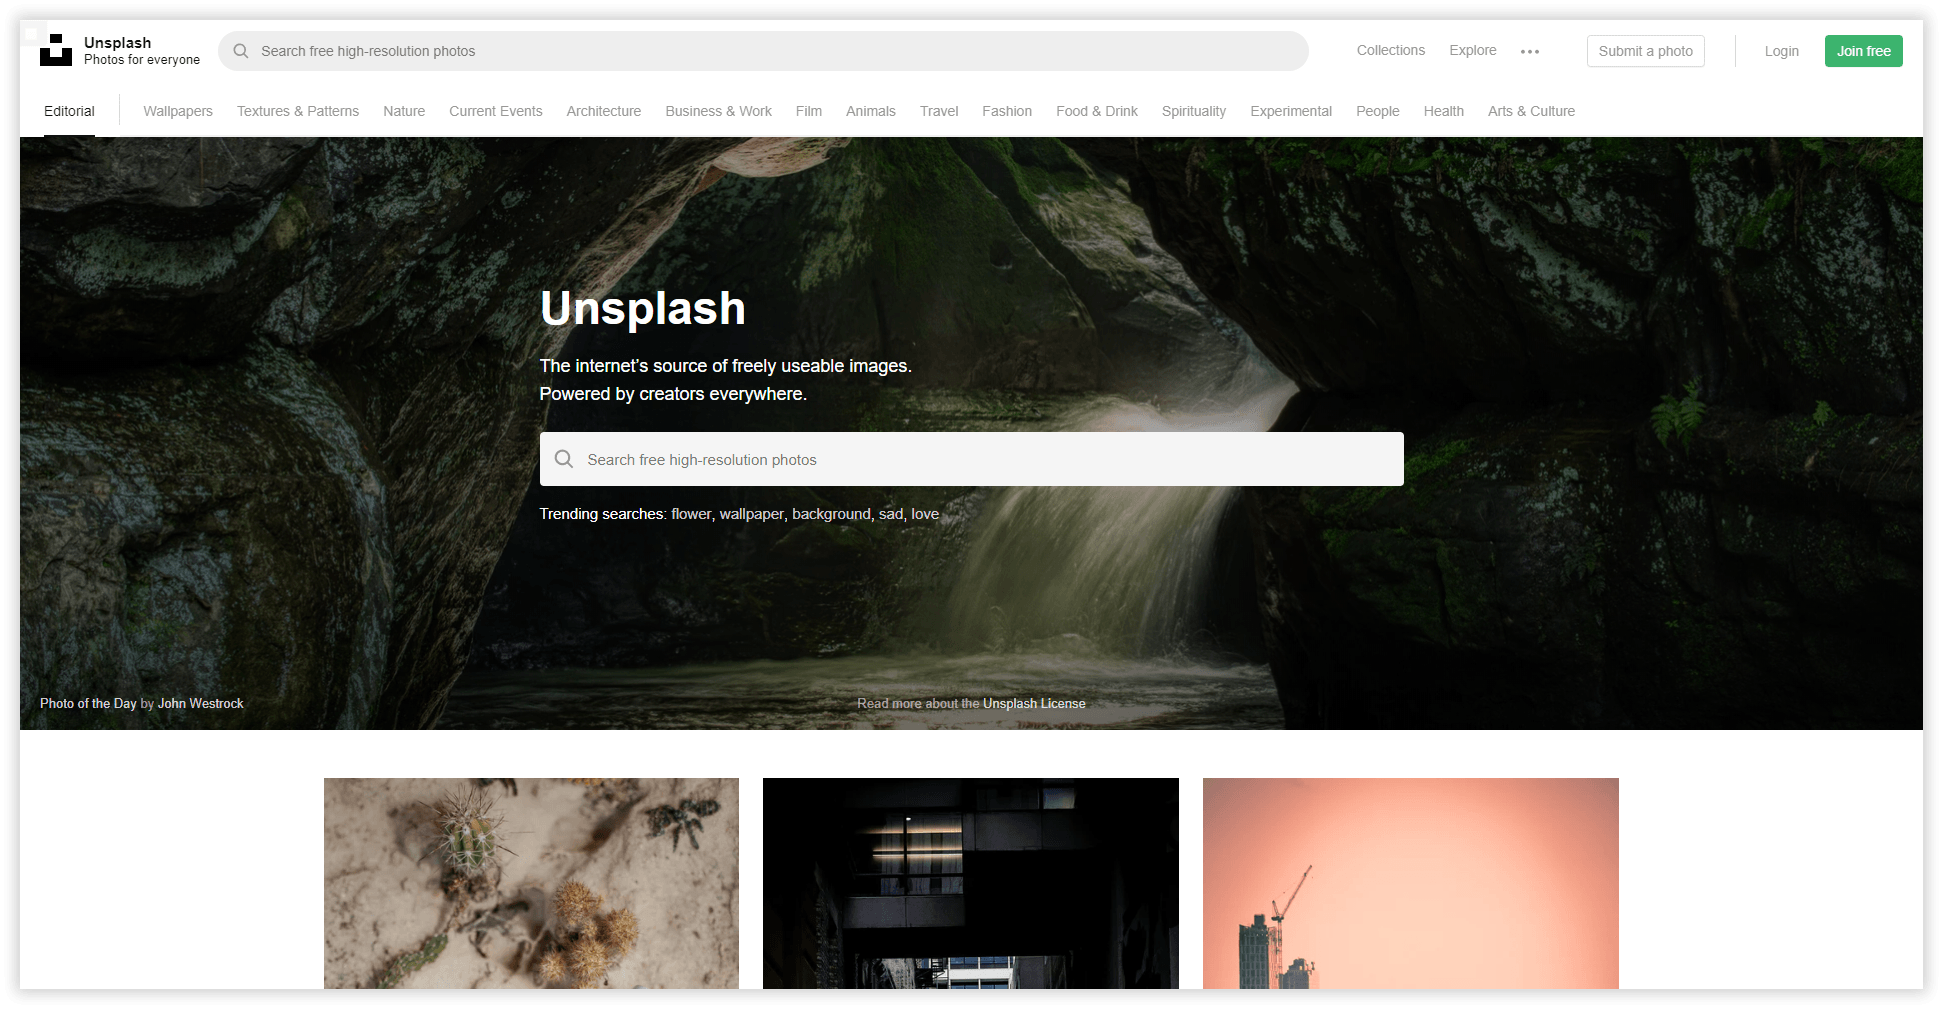 Unsplash
Photos for everyone
Search free high-resolution photos
Collections
Explore
Submit a photo
Login
Join free
Editorial
Wallpapers
Textures & Patterns
Nature
Current Events
Architecture
Business & Work
Film
Animals
Travel
Fashion
Food & Drink
Spirituality
Experimental
People
Health
Arts & Culture
Unsplash
The internet’s source of freely useable images.
Powered by creators everywhere.
Search free high-resolution photos
Trending searches: flower, wallpaper, background, sad, love
Photo of the Day by John Westrock
Read more about the Unsplash License